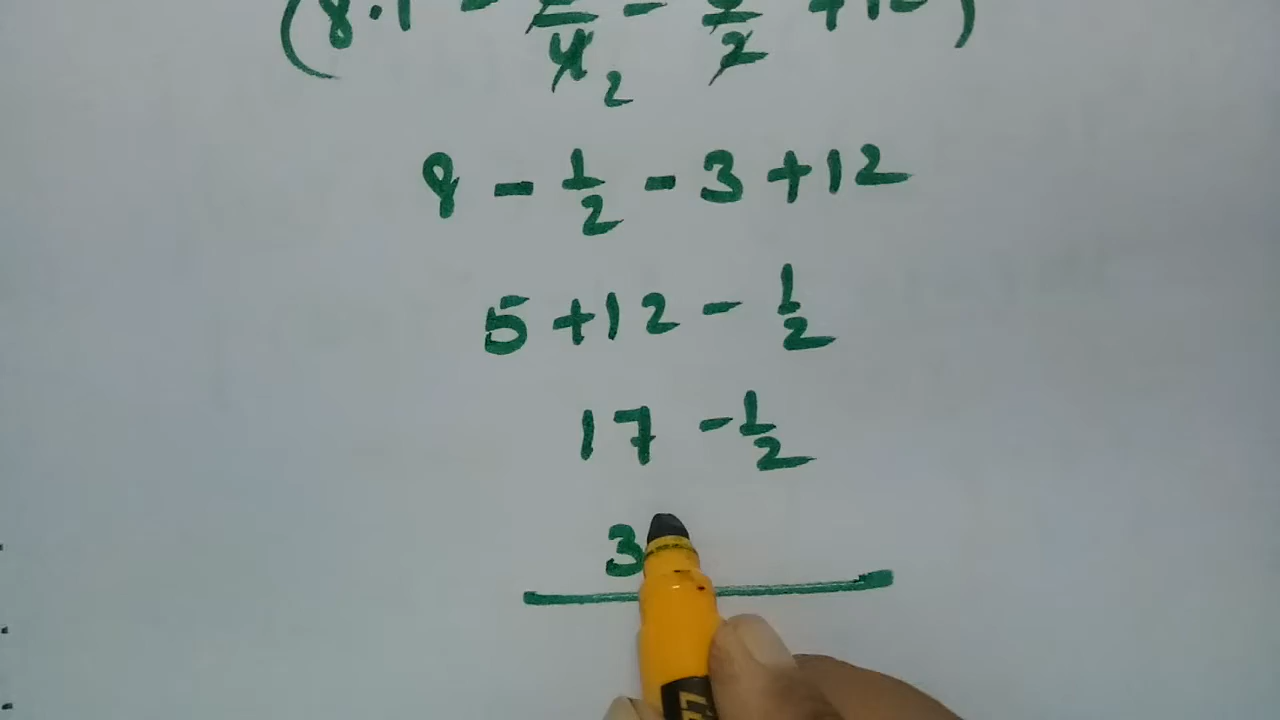 8 - 1/2 - 3 + 12
5 + 12 - 1/2
17 - 1/2
3